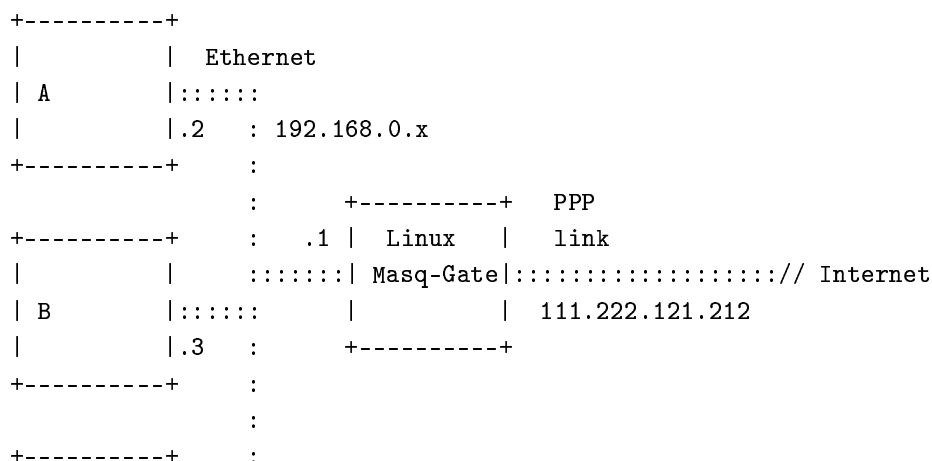 +----------+
|          |  Ethernet
| A        |::::::
|          |.2   : 192.168.0.x
+----------+     :
                 :      +----------+   PPP
+----------+     :   .1 |  Linux   |   link
|          |     :::::::| Masq-Gate|:::::::::::::::::::// Internet
| B        |::::::      |          |  111.222.121.212
|          |.3   :      +----------+
+----------+     :
                 :
+----------+     :